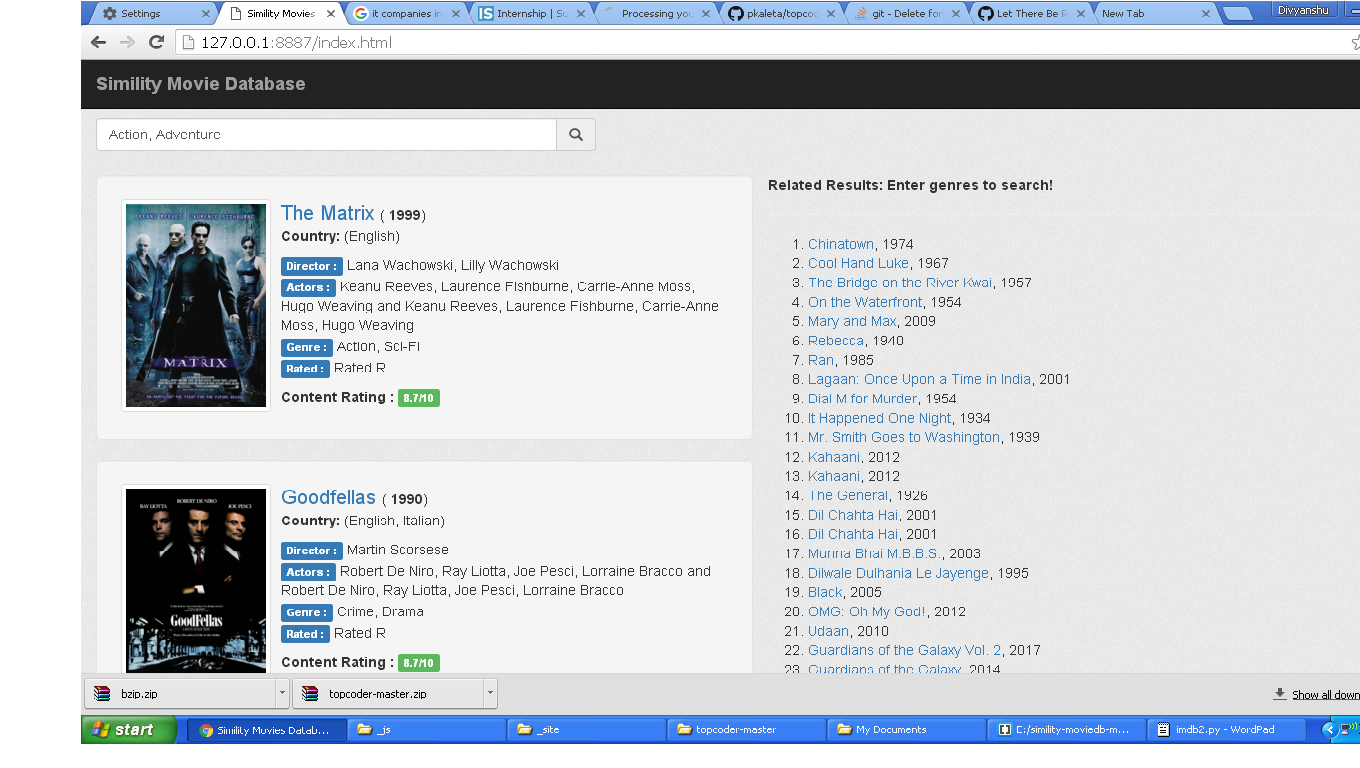 Settings
Simility Movies
it companies in
Internship | Su
Processing you
pkaleta/topcod
git - Delete for
Let There Be R
New Tab
Divyanshu
127.0.0.1:8887/index.html
Simility Movie Database
Action, Adventure
The Matrix ( 1999)
Country: (English)
Director : Lana Wachowski, Lilly Wachowski
Actors : Keanu Reeves, Laurence Fishburne, Carrie-Anne Moss,
Hugo Weaving and Keanu Reeves, Laurence Fishburne, Carrie-Anne
Moss, Hugo Weaving
Genre : Action, Sci-Fi
Rated : Rated R
Content Rating : 8.7/10
KEANU REEVES LAURENCE FISHBURNE
MATRIX
Goodfellas ( 1990)
Country: (English, Italian)
Director : Martin Scorsese
Actors : Robert De Niro, Ray Liotta, Joe Pesci, Lorraine Bracco and
Robert De Niro, Ray Liotta, Joe Pesci, Lorraine Bracco
Genre : Crime, Drama
Rated : Rated R
Content Rating : 8.7/10
ROBERT DE NIRO
RAY LIOTTA
JOE PESCI
GoodFellas
Related Results: Enter genres to search!
1. Chinatown, 1974
2. Cool Hand Luke, 1967
3. The Bridge on the River Kwai, 1957
4. On the Waterfront, 1954
5. Mary and Max, 2009
6. Rebecca, 1940
7. Ran, 1985
8. Lagaan: Once Upon a Time in India, 2001
9. Dial M for Murder, 1954
10. It Happened One Night, 1934
11. Mr. Smith Goes to Washington, 1939
12. Kahaani, 2012
13. Kahaani, 2012
14. The General, 1926
15. Dil Chahta Hai, 2001
16. Dil Chahta Hai, 2001
17. Munna Bhai M.B.B.S., 2003
18. Dilwale Dulhania Le Jayenge, 1995
19. Black, 2005
20. OMG: Oh My God!, 2012
21. Udaan, 2010
22. Guardians of the Galaxy Vol. 2, 2017
23. Guardians of the Galaxy, 2014
bzip.zip
topcoder-master.zip
Show all down
start
Simility Movies Datab...
_js
_site
topcoder-master
My Documents
E:/simility-moviedb-m...
imdb2.py - WordPad